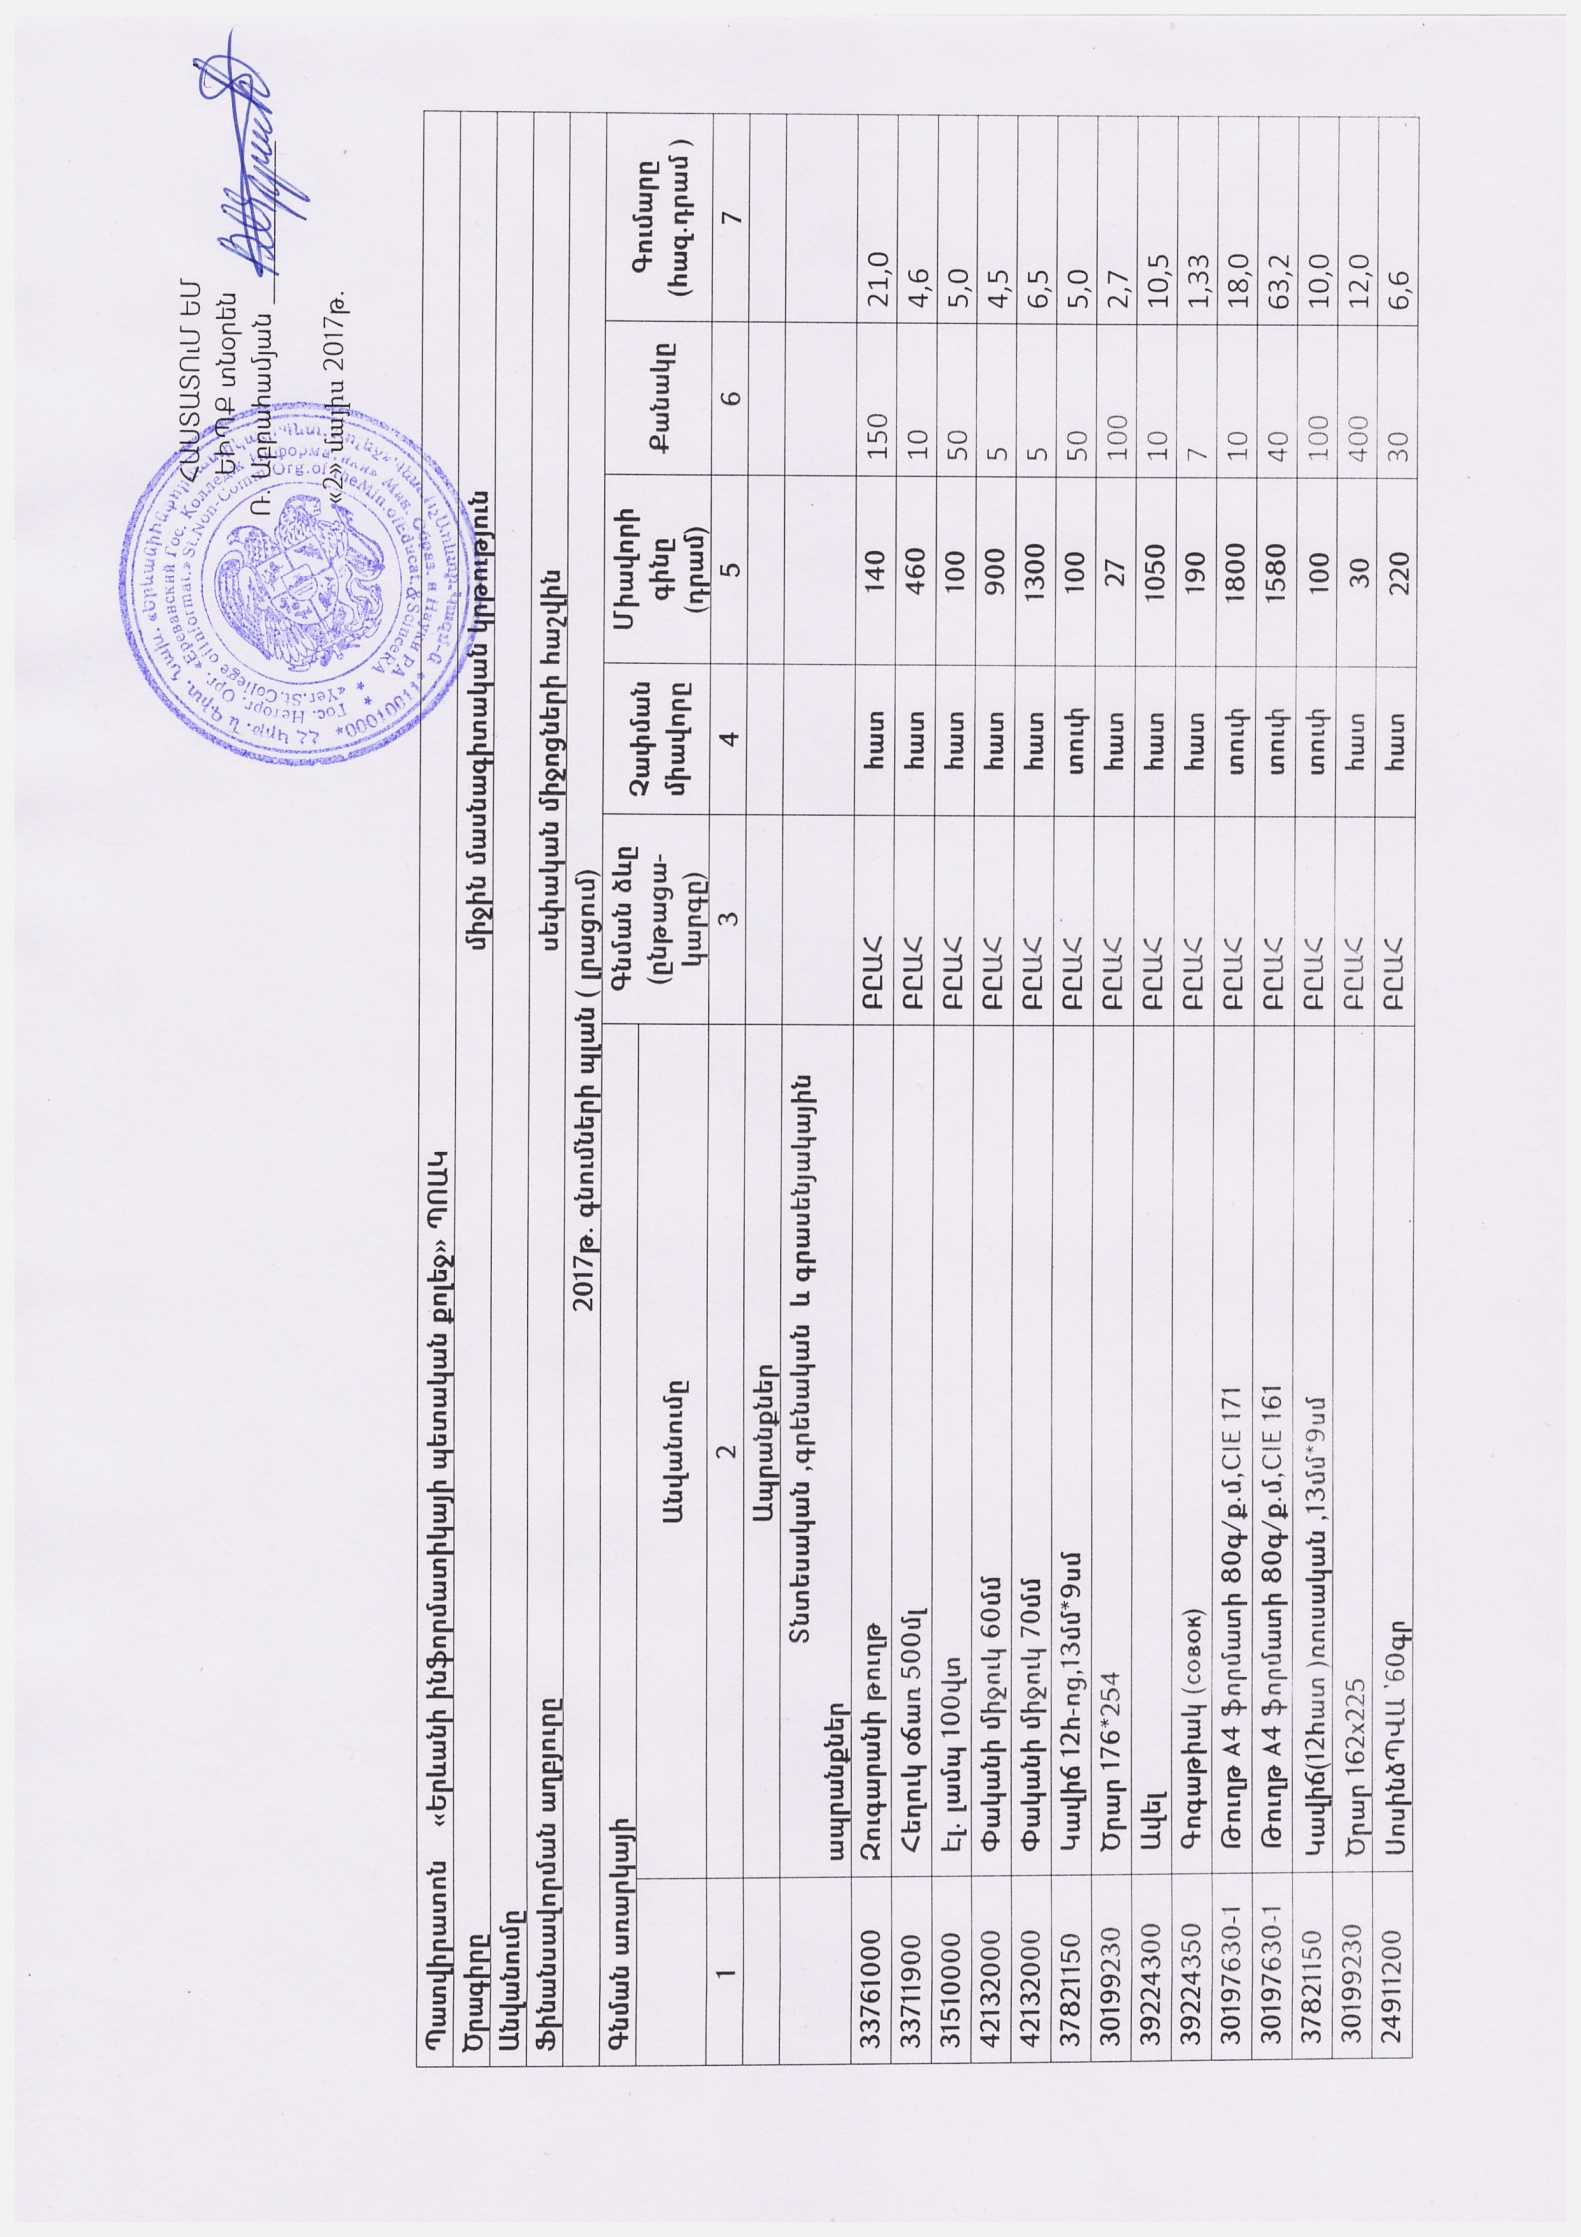 ՀԱՍՏԱՏՈՒՄ ԵՄ
ԵԻՊՔ տնօրեն
Ռ. Աբրահամյան
«2» մայիս 2017թ.
Պատվիրատոն «Երևանի ինֆորմատիկայի պետական քոլեջ» ՊՈԱԿ
Ծրագիրը միջին մասնագիտական կրթություն
Անվանումը
Ֆինանսավորման աղբյուրը սեփական միջոցների հաշվին
2017թ. գնումների պլան ( լրացում)
Գնման առարկայի Անվանումը Գնման ձևը (ընթացա-կարգը) Չափման միավորը Միավորի գինը (դրամ) Քանակը Գումարը (հազ.դրամ )
1 2 3 4 5 6 7
Ապրանքներ
Տնտեսական ,գրենական և գրասենյակային
ապրանքներ
33761000 Զուգարանի թուղթ ԲԸԱՀ հատ 140 150 21,0
33711900 Հեղուկ օճառ 500մլ ԲԸԱՀ հատ 460 10 4,6
31510000 Էլ. լամպ 100վտ ԲԸԱՀ հատ 100 50 5,0
42132000 Փականի միջուկ 60մմ ԲԸԱՀ հատ 900 5 4,5
42132000 Փականի միջուկ 70մմ ԲԸԱՀ հատ 1300 5 6,5
37821150 Կավիճ 12հ-ոց,13մմ*9սմ ԲԸԱՀ տուփ 100 50 5,0
30199230 Ծրար 176*254 ԲԸԱՀ հատ 27 100 2,7
39224300 Ավել ԲԸԱՀ հատ 1050 10 10,5
39224350 Գոգաթիակ (совок) ԲԸԱՀ հատ 190 7 1,33
30197630-1 Թուղթ A4 ֆորմատի 80գ/ք.մ,CIE 171 ԲԸԱՀ տուփ 1800 10 18,0
30197630-1 Թուղթ A4 ֆորմատի 80գ/ք.մ,CIE 161 ԲԸԱՀ տուփ 1580 40 63,2
37821150 Կավիճ(12հատ )ռուսական ,13մմ*9սմ ԲԸԱՀ տուփ 100 100 10,0
30199230 Ծրար 162x225 ԲԸԱՀ հատ 30 400 12,0
24911200 Սոսինձ ՊՎԱ ՝60գր ԲԸԱՀ հատ 220 30 6,6